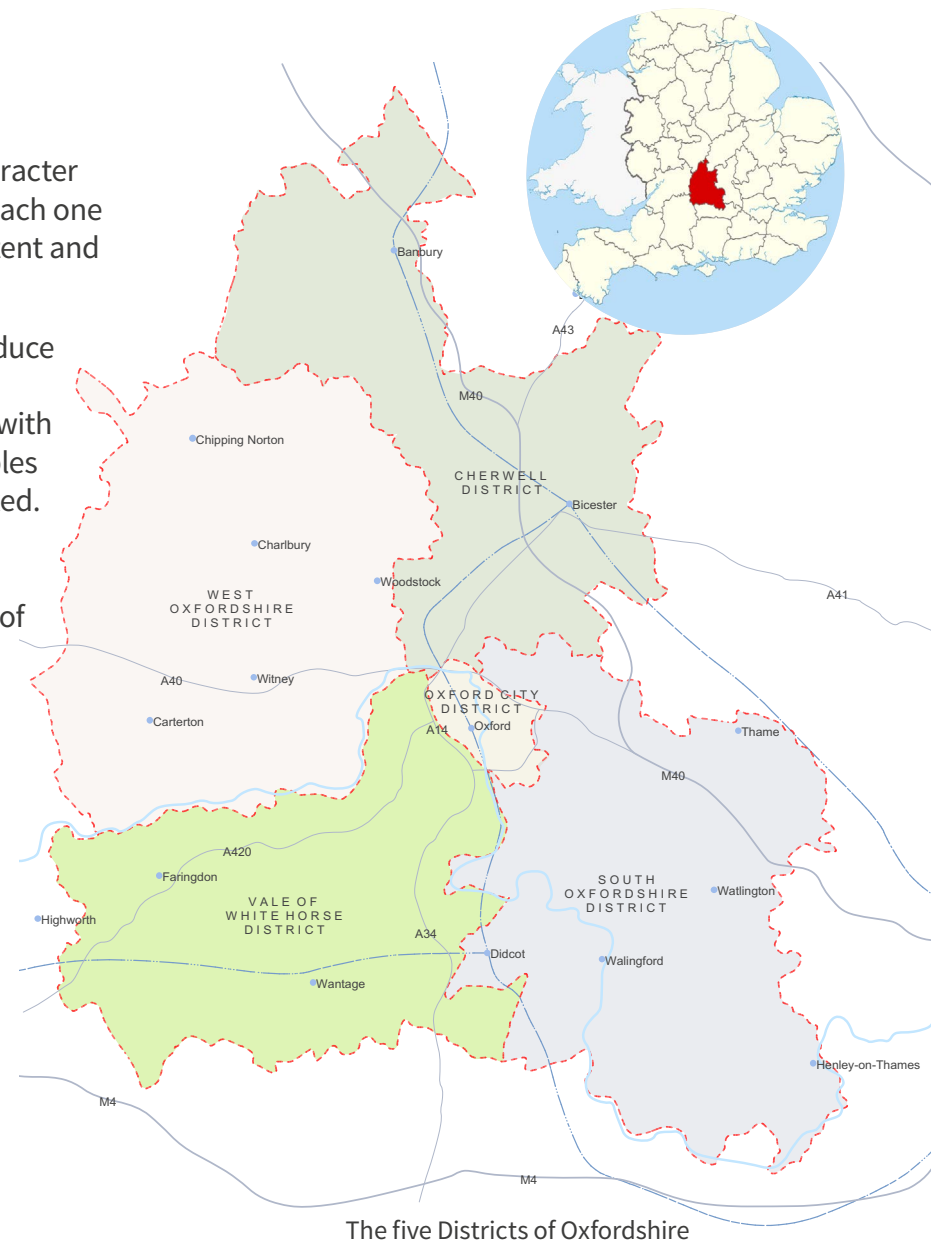 racter
ach one
ent and
duce
with
oles
ed.
of
Banbury
A43
M40
Chipping Norton
CHERWELL
DISTRICT
Bicester
Charlbury
Woodstock
WEST
OXFORDSHIRE
DISTRICT
A41
A40
Witney
OXFORD CITY
DISTRICT
Carterton
Oxford
A14
Thame
M40
A420
Faringdon
SOUTH
OXFORDSHIRE
DISTRICT
Watlington
VALE OF
WHITE HORSE
DISTRICT
Highworth
A34
Didcot
Walingford
Wantage
Henley-on-Thames
M4
M4
The five Districts of Oxfordshire